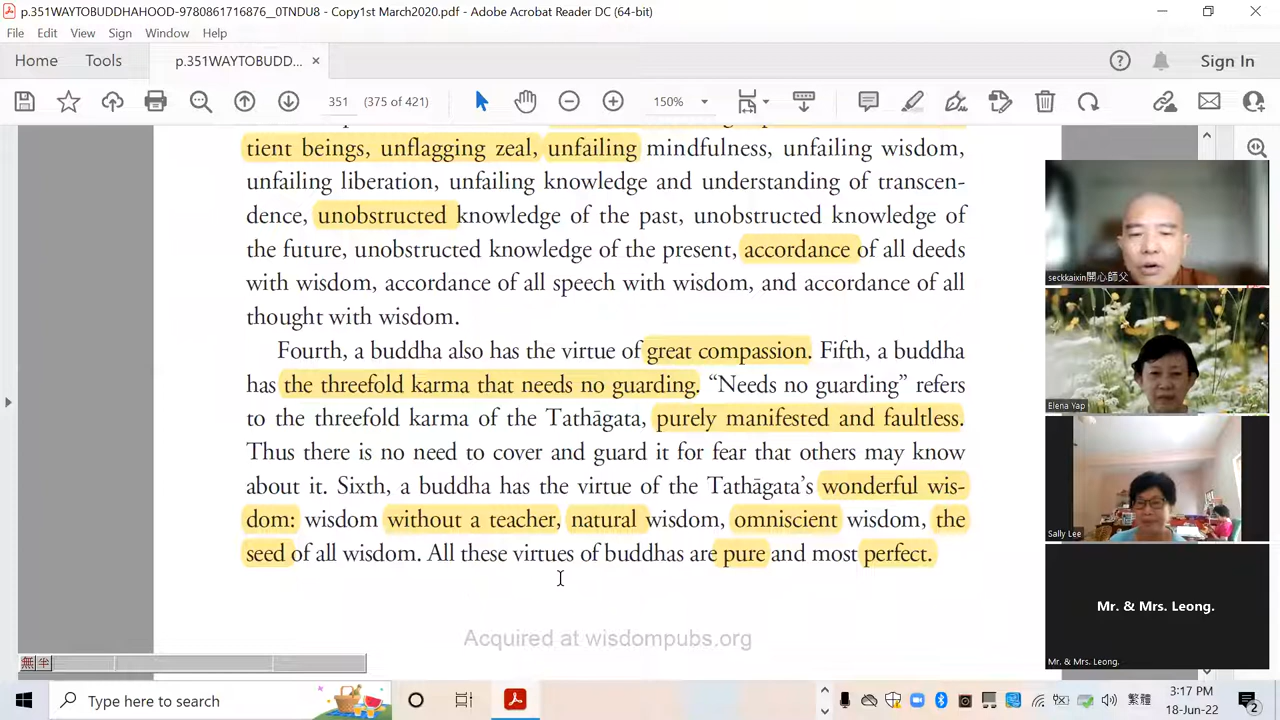 p.351WAYTOBUDDHAHOOD-9780861716876__0TNDU8 - Copy1st March2020.pdf - Adobe Acrobat Reader DC (64-bit)
File Edit View Sign Window Help
Home Tools p.351WAYTOBUDD... × Sign In
351 (375 of 421) 150%
tient beings, unflagging zeal, unfailing mindfulness, unfailing wisdom,
unfailing liberation, unfailing knowledge and understanding of transcen-
dence, unobstructed knowledge of the past, unobstructed knowledge of
the future, unobstructed knowledge of the present, accordance of all deeds
with wisdom, accordance of all speech with wisdom, and accordance of all
thought with wisdom.
Fourth, a buddha also has the virtue of great compassion. Fifth, a buddha
has the threefold karma that needs no guarding. “Needs no guarding” refers
to the threefold karma of the Tathāgata, purely manifested and faultless.
Thus there is no need to cover and guard it for fear that others may know
about it. Sixth, a buddha has the virtue of the Tathāgata’s wonderful wis-
dom: wisdom without a teacher, natural wisdom, omniscient wisdom, the
seed of all wisdom. All these virtues of buddhas are pure and most perfect.
Acquired at wisdompubs.org
seckkaixin開心師父
Elena Yap
Sally Lee
Mr. & Mrs. Leong.
Mr. & Mrs. Leong.
無 半
Type here to search
繁體
3:17 PM
18-Jun-22
2